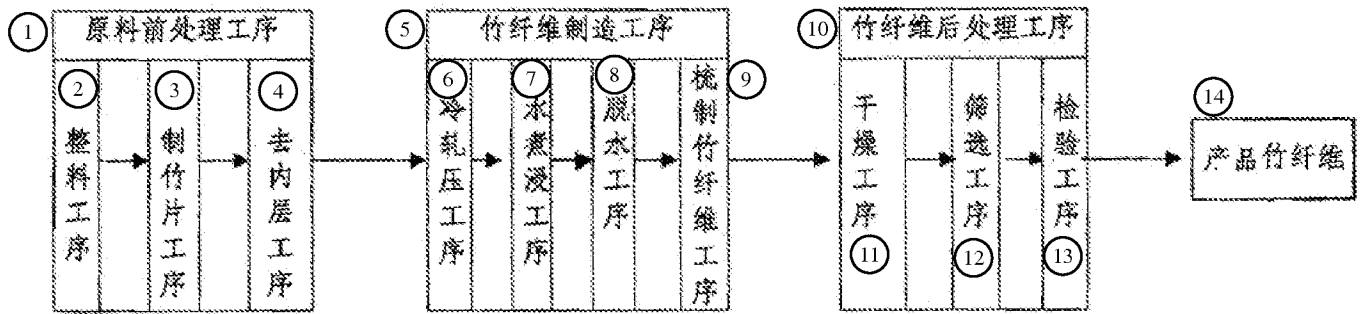 ① 原料前处理工序
② 整料工序
③ 制竹片工序
④ 去内层工序
⑤ 竹纤维制造工序
⑥ 冷轧压工序
⑦ 水煮浸工序
⑧ 脱水工序
⑨ 梳制竹纤维工序
⑩ 竹纤维后处理工序
⑪ 干燥工序
⑫ 筛选工序
⑬ 检验工序
⑭ 产品竹纤维